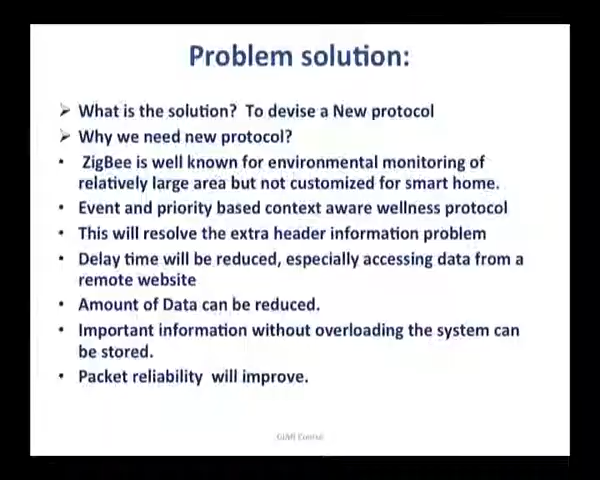 Problem solution:
What is the solution? To devise a New protocol
Why we need new protocol?
ZigBee is well known for environmental monitoring of
relatively large area but not customized for smart home.
Event and priority based context aware wellness protocol
This will resolve the extra header information problem
Delay time will be reduced, especially accessing data from a
remote website
Amount of Data can be reduced.
Important information without overloading the system can
be stored.
Packet reliability will improve.